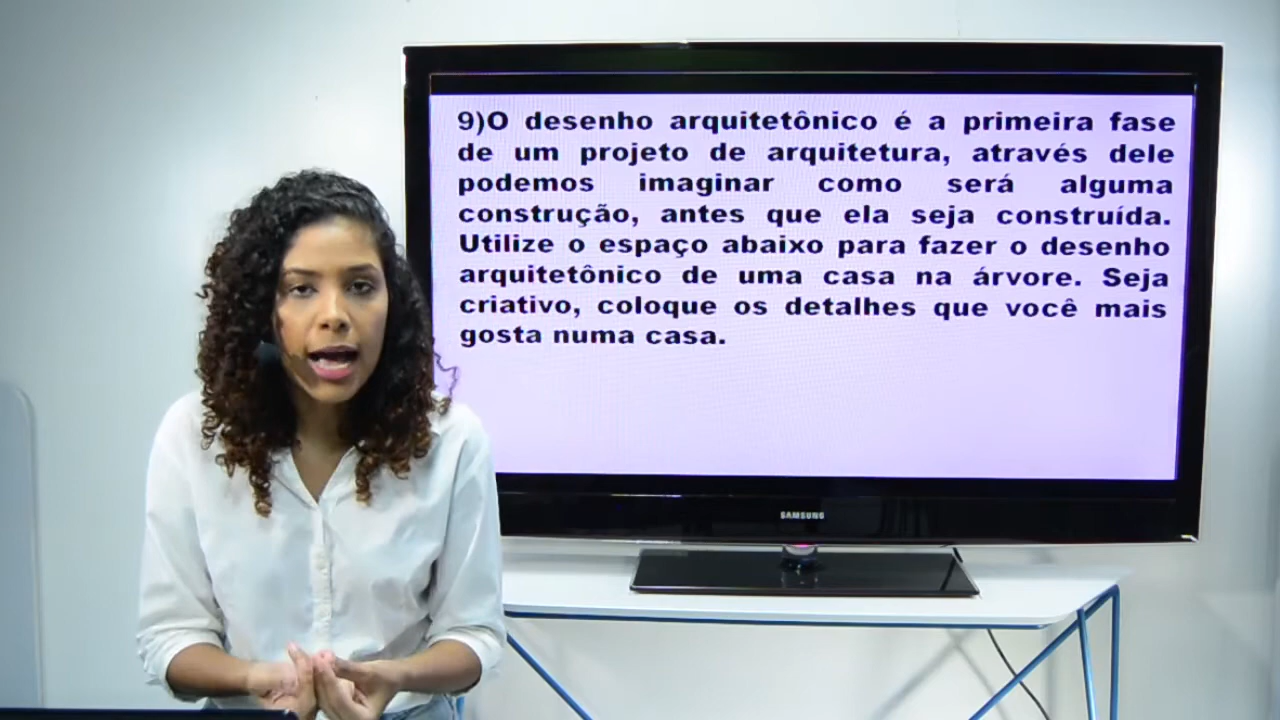 9)O desenho arquitetônico é a primeira fase
de um projeto de arquitetura, através dele
podemos imaginar como será alguma
construção, antes que ela seja construída.
Utilize o espaço abaixo para fazer o desenho
arquitetônico de uma casa na árvore. Seja
criativo, coloque os detalhes que você mais
gosta numa casa.
SAMSUNG